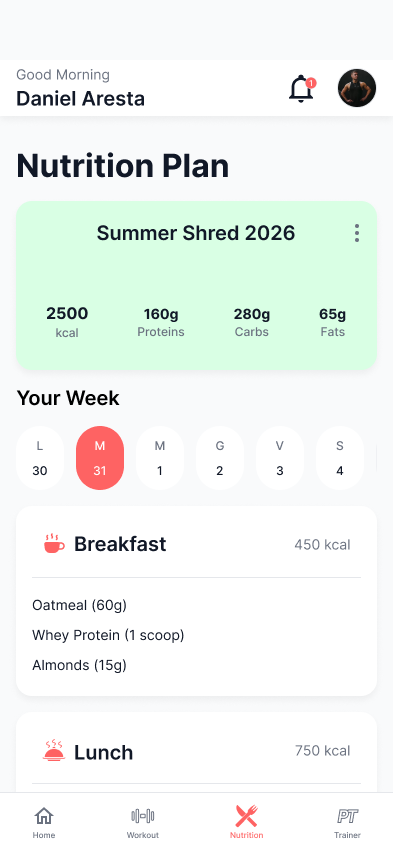 Good Morning
Daniel Aresta
1
Nutrition Plan
Summer Shred 2026
2500 160g 280g 65g
kcal Proteins Carbs Fats
Your Week
L M M G V S
30 31 1 2 3 4
Breakfast 450 kcal
Oatmeal (60g)
Whey Protein (1 scoop)
Almonds (15g)
Lunch 750 kcal
PT
Home Workout Nutrition Trainer